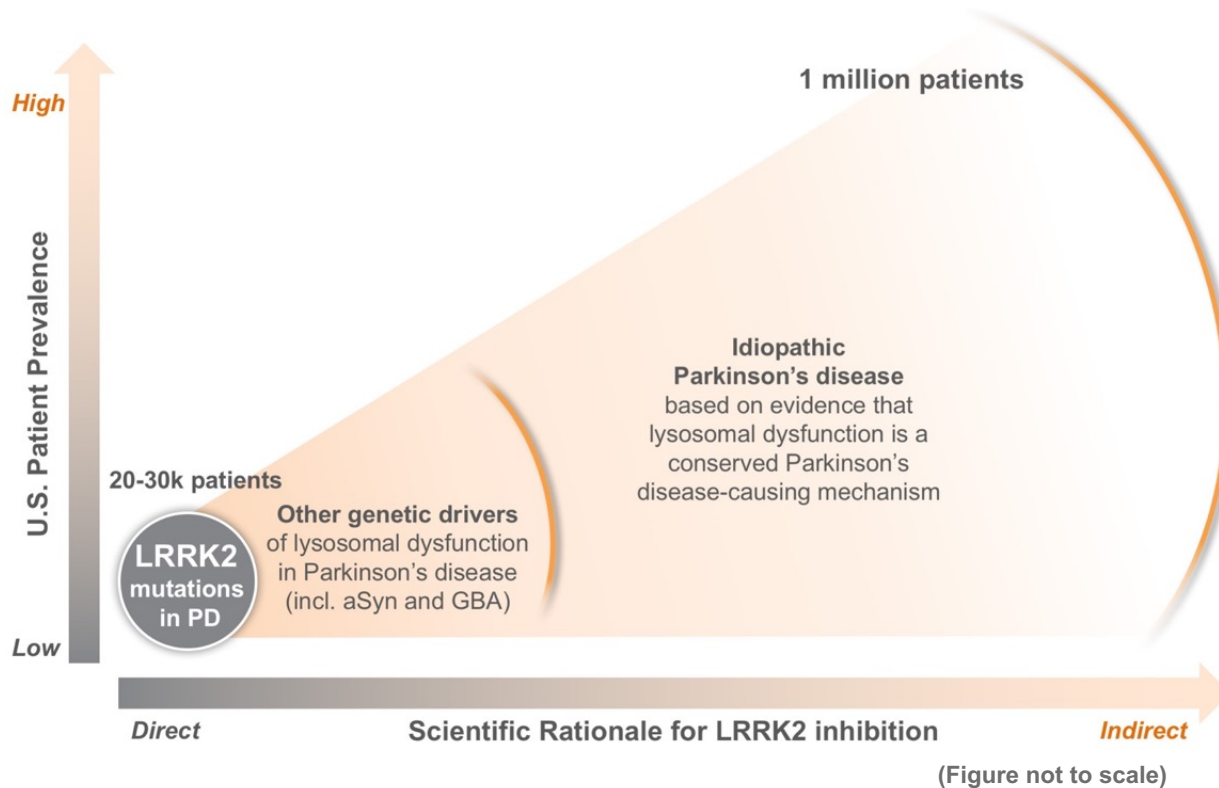 1 million patients
High
U.S. Patient Prevalence
Idiopathic
Parkinson's disease
based on evidence that
lysosomal dysfunction is a
conserved Parkinson's
disease-causing mechanism
20-30k patients
Other genetic drivers
of lysosomal dysfunction
in Parkinson's disease
(incl. aSyn and GBA)
LRRK2
mutations
in PD
Low
Direct
Scientific Rationale for LRRK2 inhibition
Indirect
(Figure not to scale)